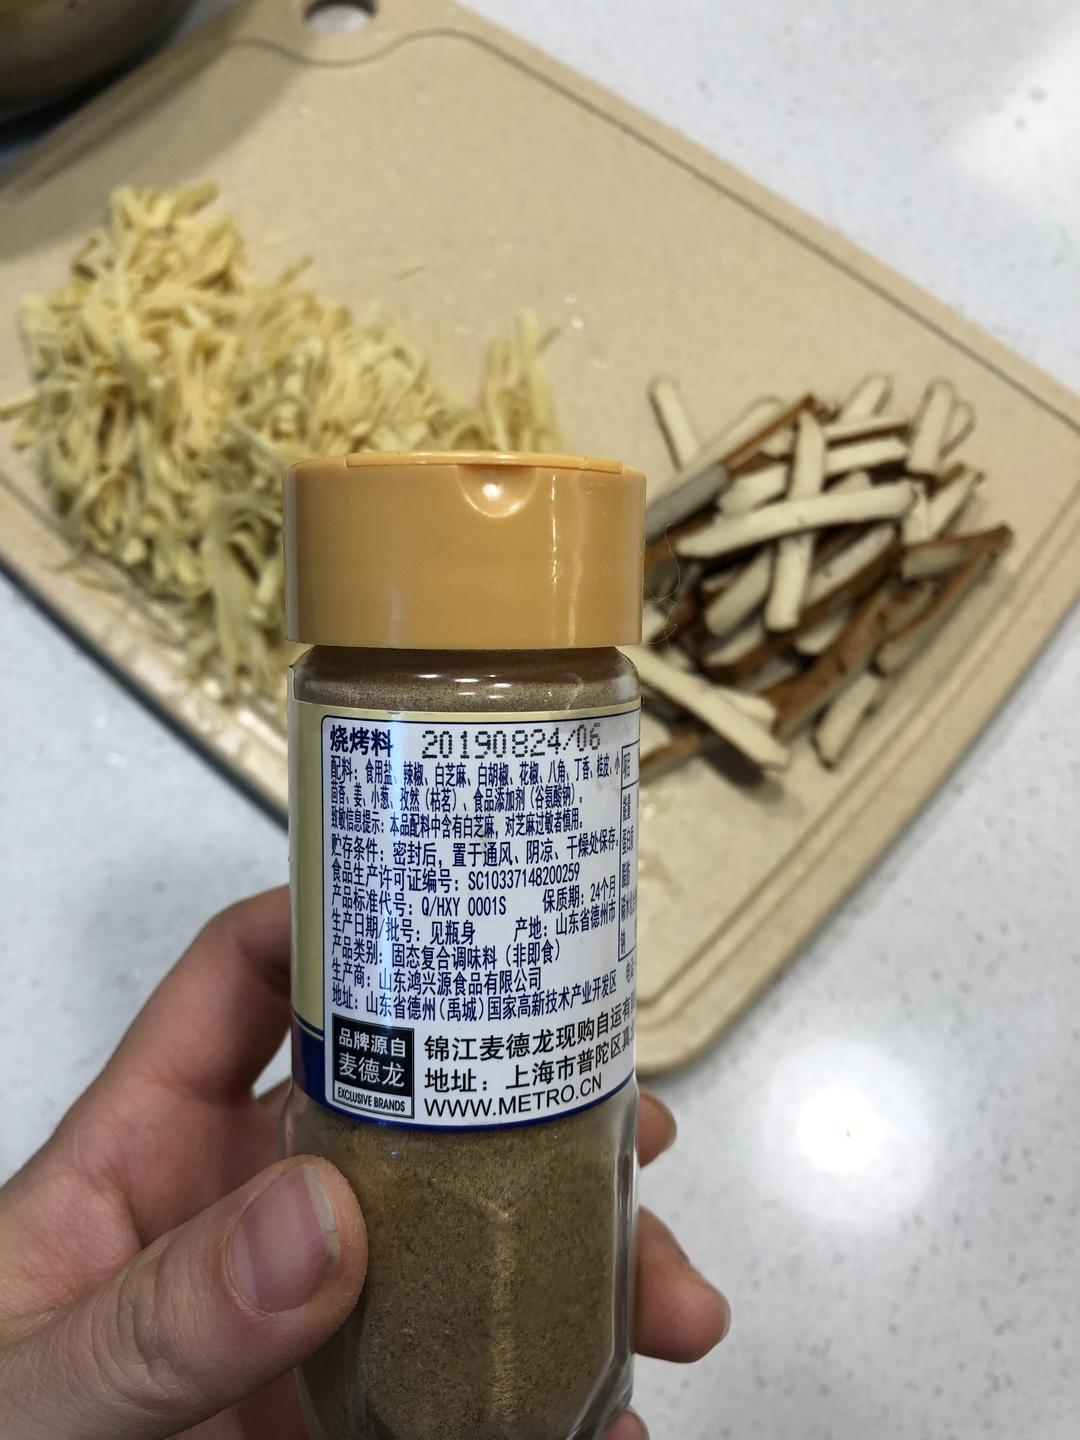 烧烤料 20190824/06
配料：食用盐、辣椒、白芝麻、白胡椒、花椒、八角、丁香、桂皮、小
茴香、姜、小葱、孜然（枯茗）、食品添加剂（谷氨酸钠）。
致敏信息提示：本品配料中含有白芝麻，对芝麻过敏者慎用。
贮存条件：密封后，置于通风、阴凉、干燥处保存。
食品生产许可证编号：SC10337148200259
产品标准代号：Q/HXY 0001S 保质期：24个月
生产日期/批号：见瓶身 产地：山东省德州市
产品类别：固态复合调味料（非即食）
生产商：山东鸿兴源食品有限公司
地址：山东省德州（禹城）国家高新技术产业开发区
品牌源自
麦德龙
EXCLUSIVE BRANDS
锦江麦德龙现购自运有
地址：上海市普陀区真
WWW.METRO.CN
蛋白质
钠